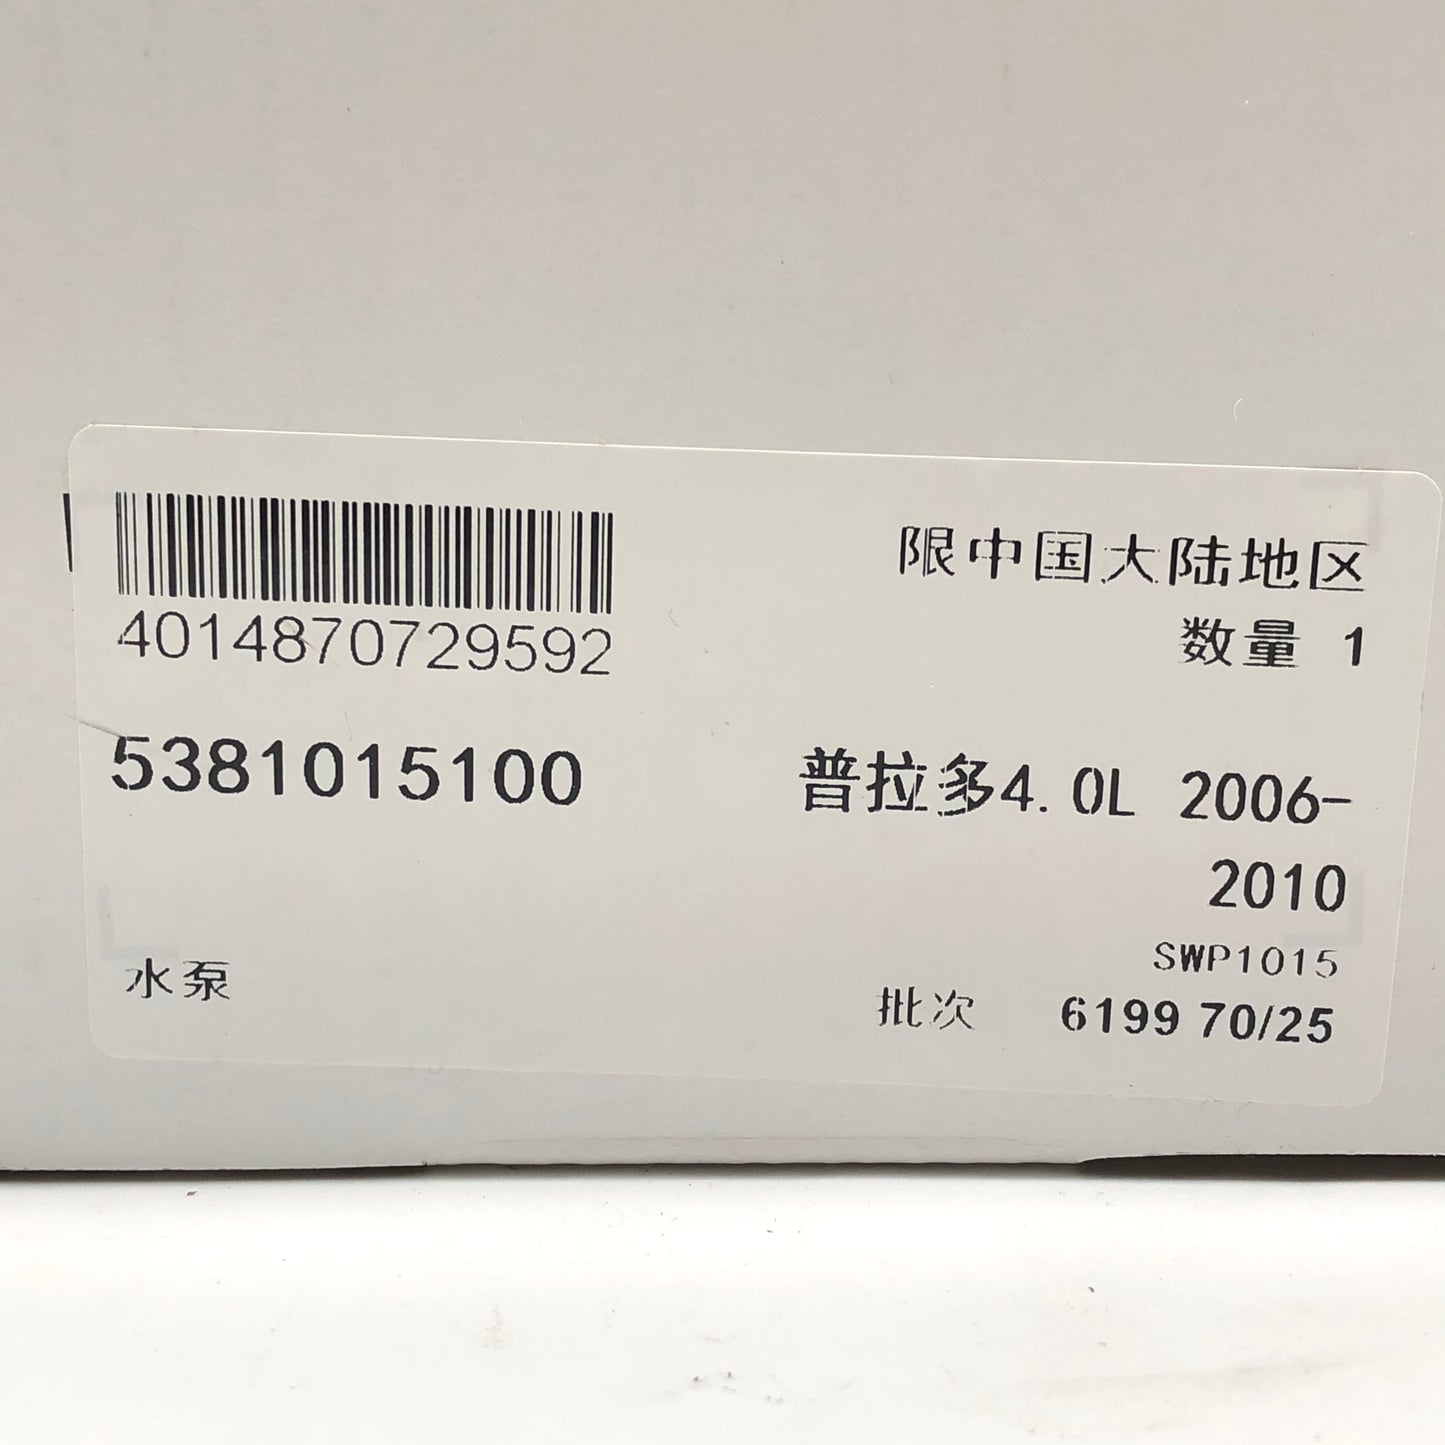 限中国大陆地区
4014870729592
数量 1
5381015100
普拉多4.0L 2006-
2010
SWP1015
水泵
批次 6199 70/25